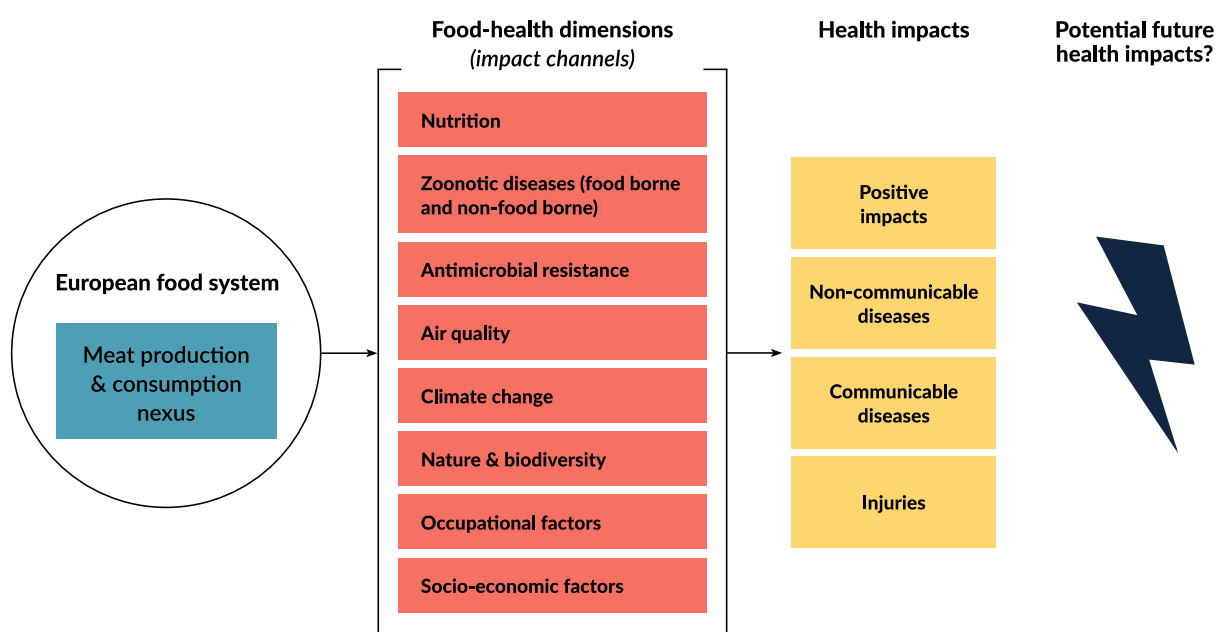 Food-health dimensions
(impact channels)
Health impacts
Potential future
health impacts?
European food system
Meat production
& consumption
nexus
Nutrition
Zoonotic diseases (food borne
and non-food borne)
Antimicrobial resistance
Air quality
Climate change
Nature & biodiversity
Occupational factors
Socio-economic factors
Positive
impacts
Non-communicable
diseases
Communicable
diseases
Injuries